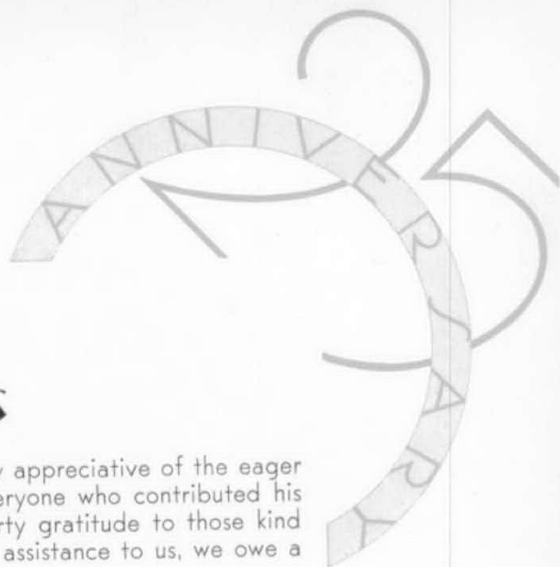 25
ANNIVERSARY
y appreciative of the eager
eryone who contributed his
rty gratitude to those kind
assistance to us, we owe a